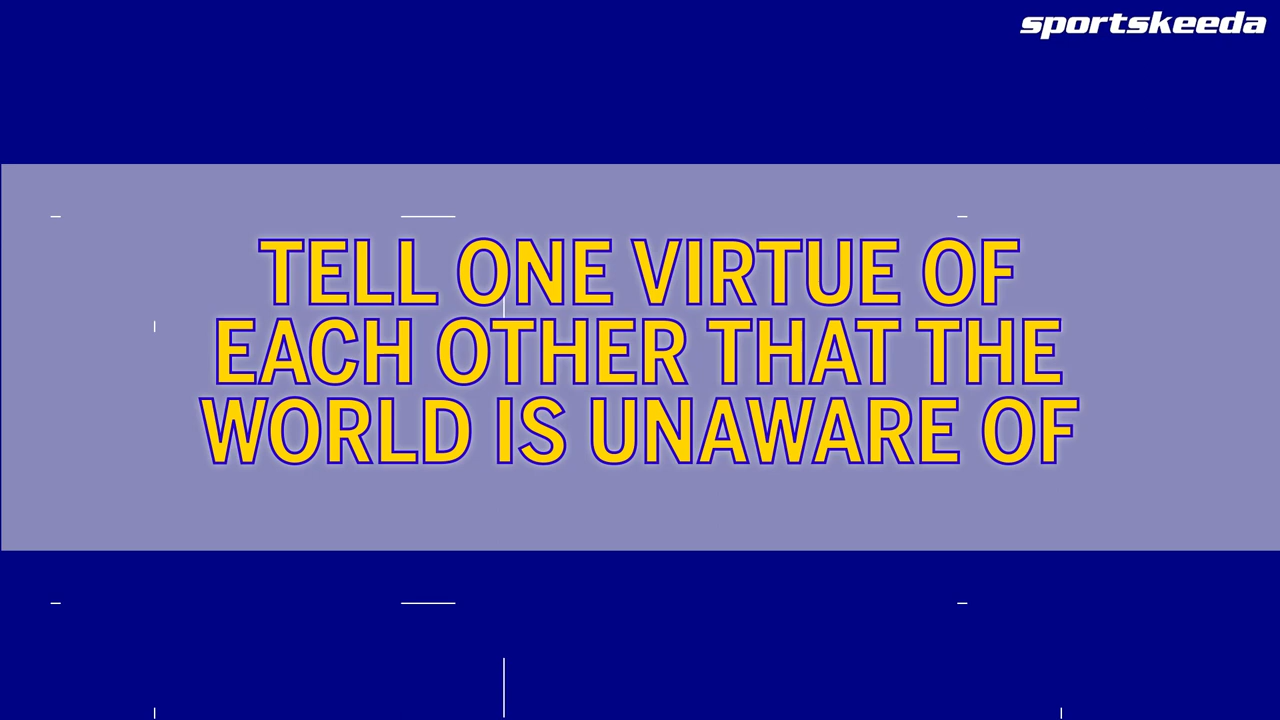 sportskeeda
TELL ONE VIRTUE OF
EACH OTHER THAT THE
WORLD IS UNAWARE OF